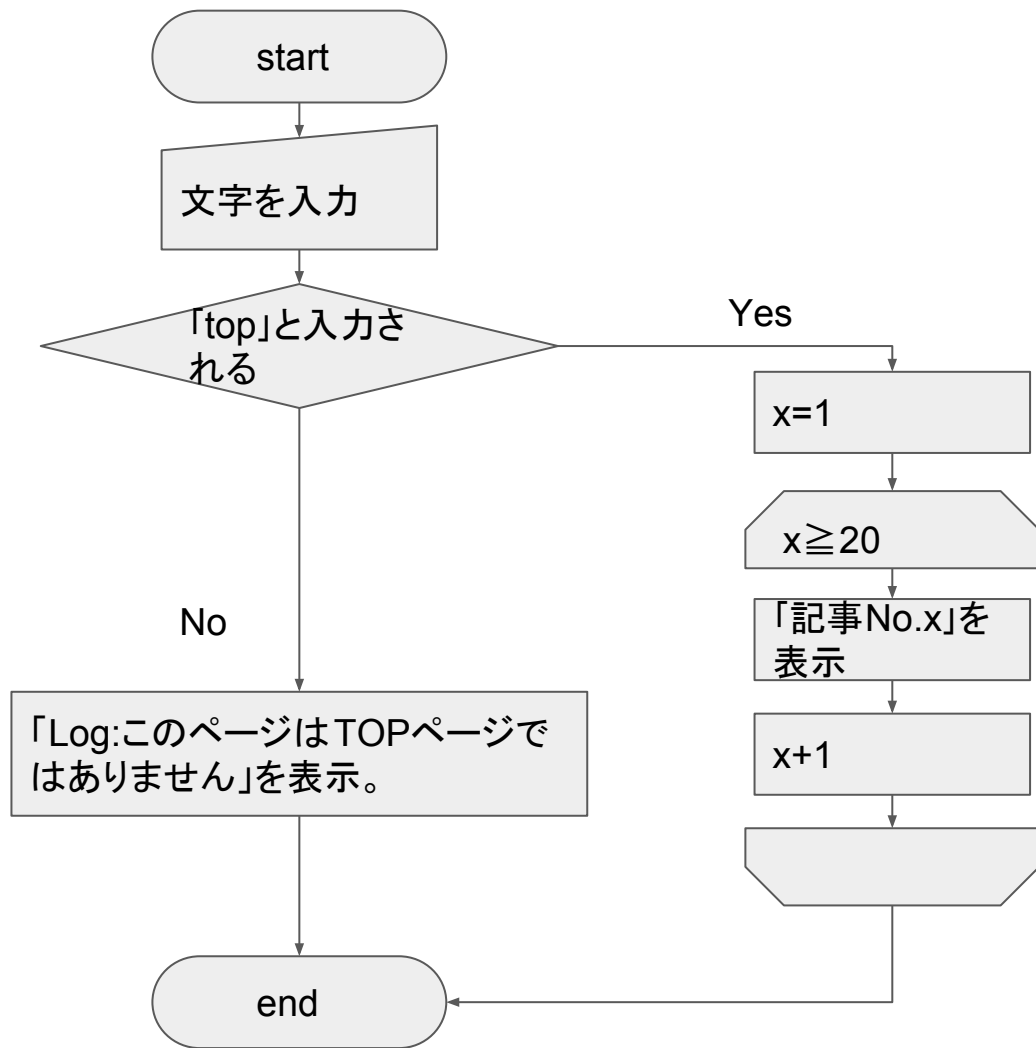 start
文字を入力
「top」と入力さ
れる
Yes
x=1
x≧20
「記事No.x」を
表示
x+1
No
「Log:このページはTOPページで
はありません」を表示。
end